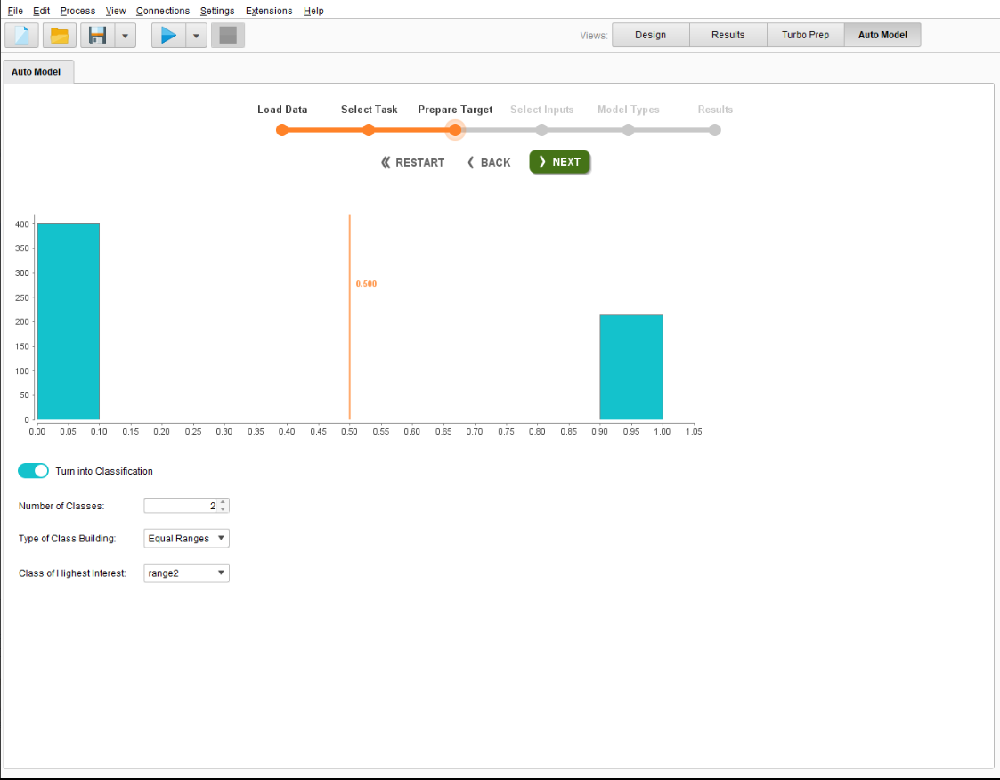 File Edit Process View Connections Settings Extensions Help
Views: Design Results Turbo Prep Auto Model
Auto Model
Load Data Select Task Prepare Target Select Inputs Model Types Results
RESTART BACK NEXT
400
350
300
250
200
150
100
50
0
0.500
0.00 0.05 0.10 0.15 0.20 0.25 0.30 0.35 0.40 0.45 0.50 0.55 0.60 0.65 0.70 0.75 0.80 0.85 0.90 0.95 1.00 1.05
Turn into Classification
Number of Classes: 2
Type of Class Building: Equal Ranges
Class of Highest Interest: range2